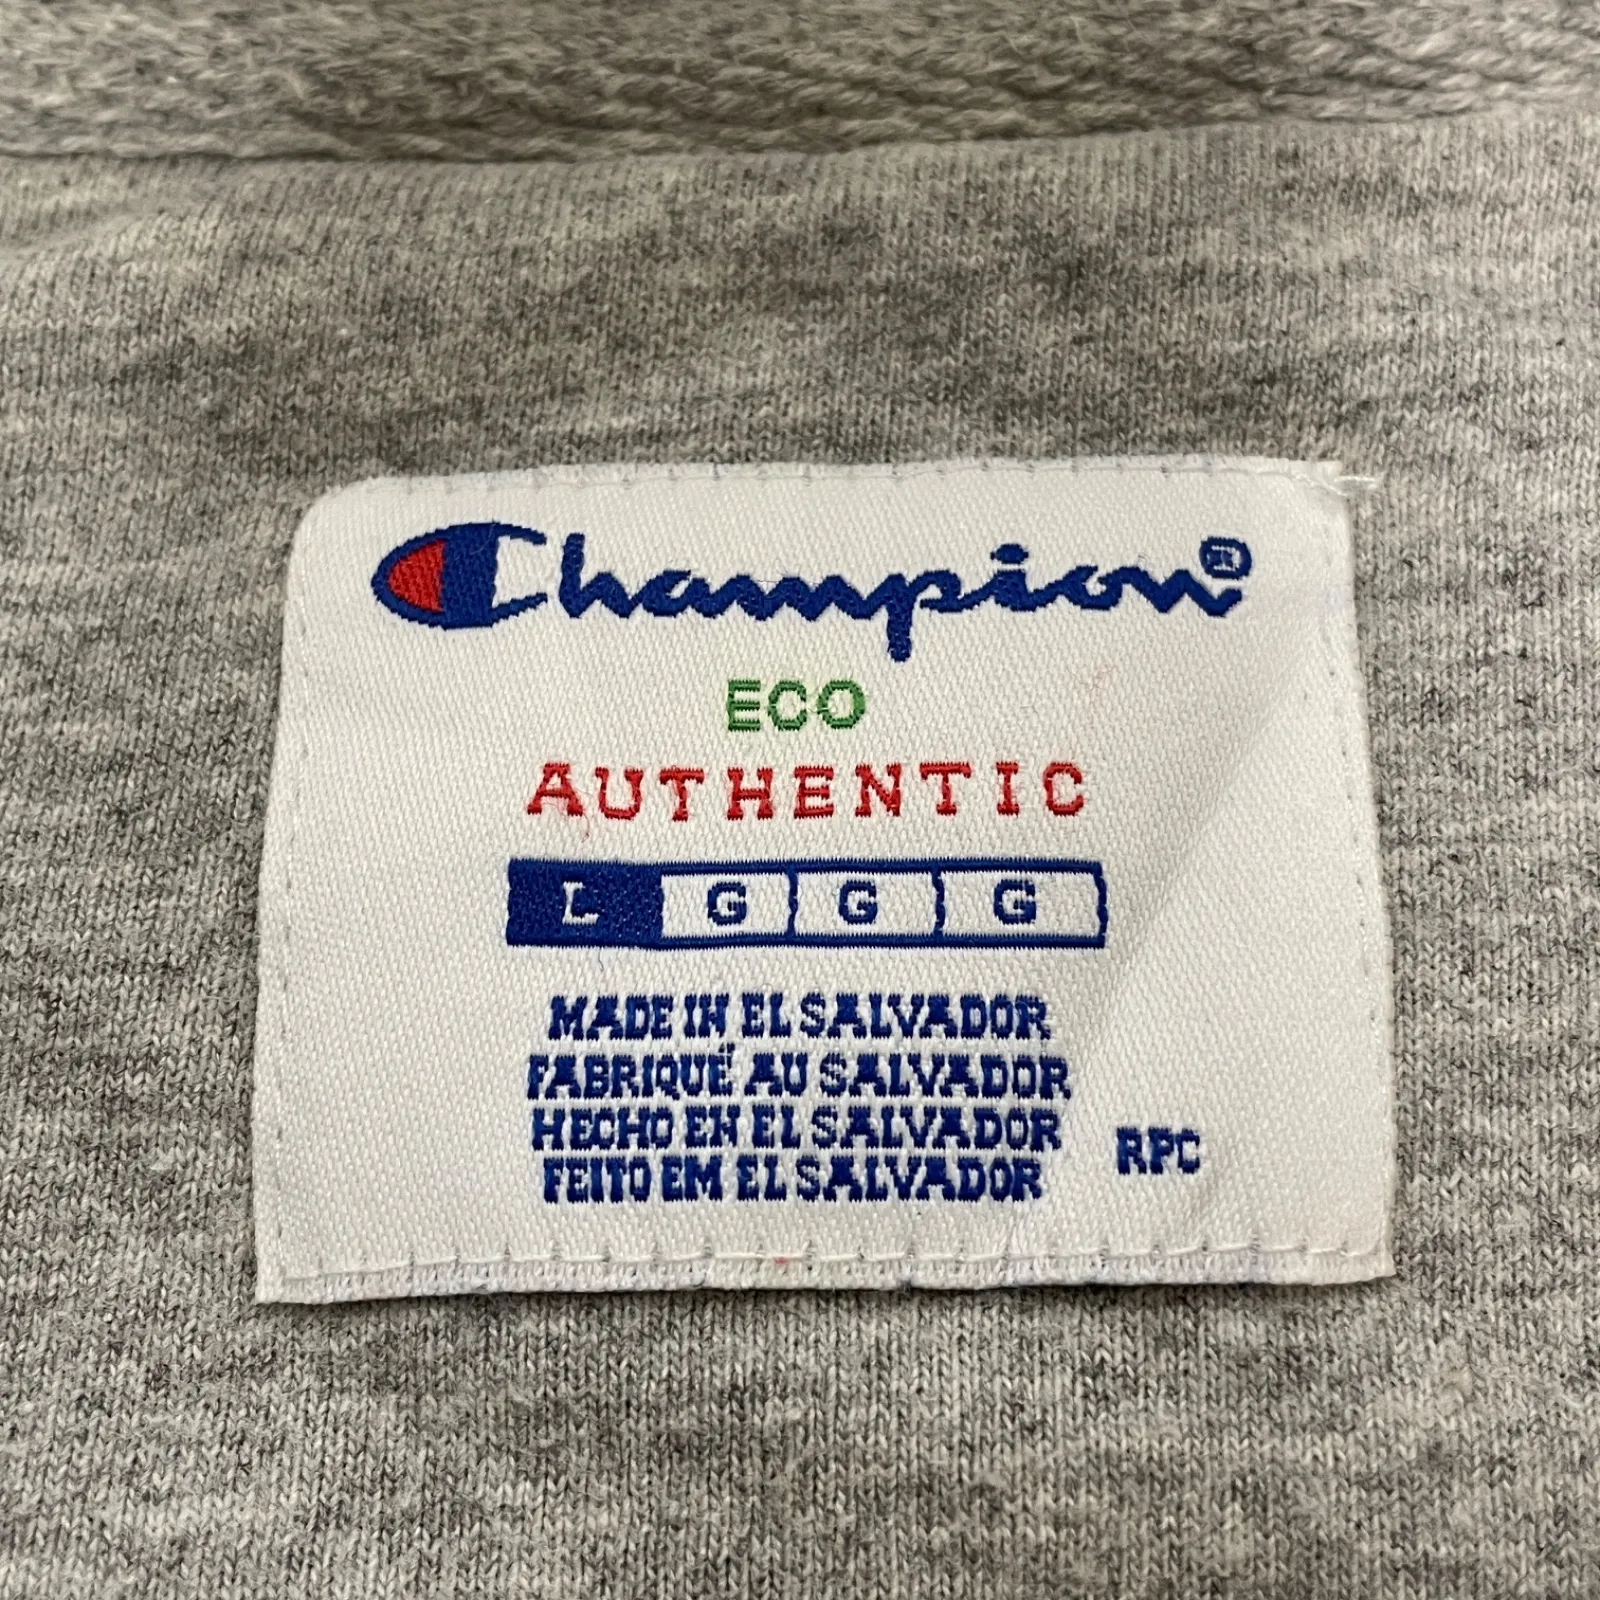 Champion®
ECO
AUTHENTIC
L G G G
MADE IN EL SALVADOR
FABRIQUÉ AU SALVADOR
HECHO EN EL SALVADOR
FEITO EM EL SALVADOR
RPC